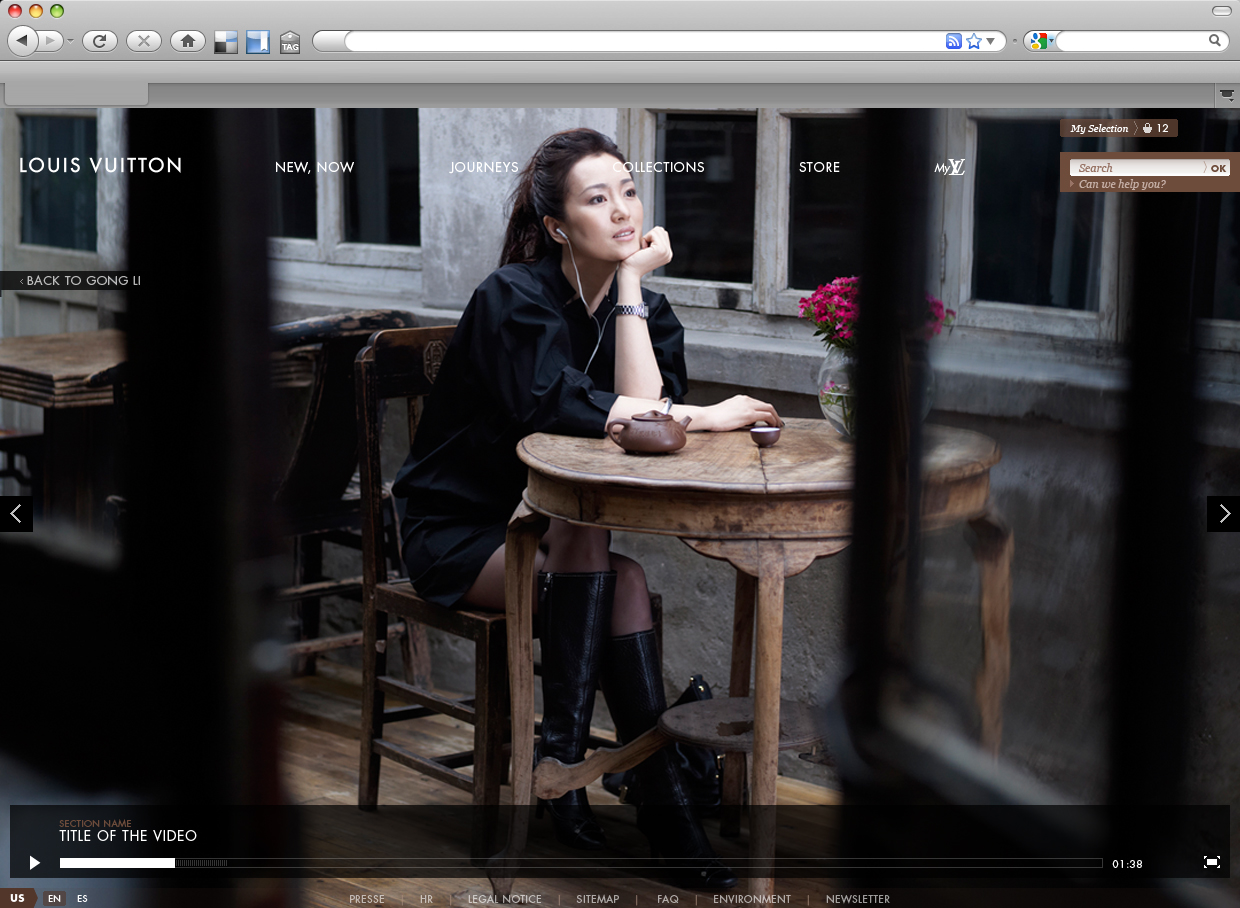 TAG
My Selection 12
LOUIS VUITTON NEW, NOW JOURNEYS COLLECTIONS STORE My LV
Search OK
Can we help you?
‹ BACK TO GONG LI
SECTION NAME
TITLE OF THE VIDEO
01:38
US EN ES PRESSE | HR | LEGAL NOTICE | SITEMAP | FAQ | ENVIRONMENT | NEWSLETTER